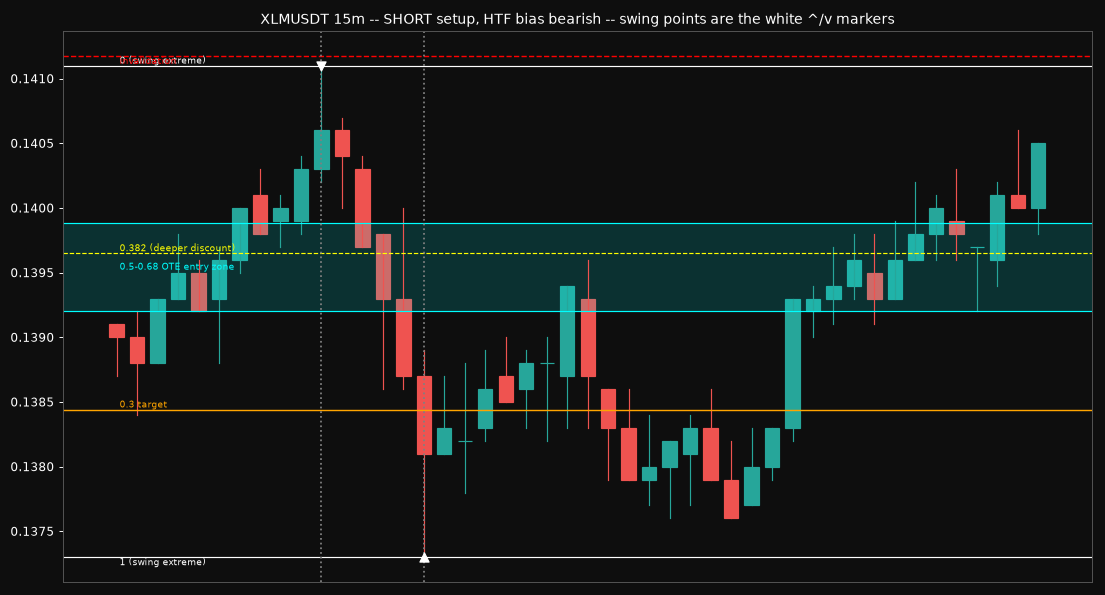 XLMUSDT 15m -- SHORT setup, HTF bias bearish -- swing points are the white ^/v markers
0 (swing extreme)
0.1410
0.1405
0.1400
0.382 (deeper discount)
0.5-0.68 OTE entry zone
0.1395
0.1390
0.1385
0.3 target
0.1380
0.1375
1 (swing extreme)